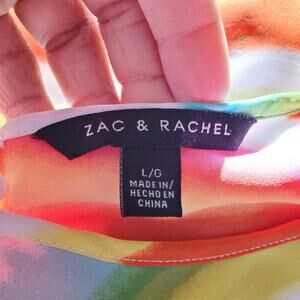 ZAC & RACHEL
L/G
MADE IN/
HECHO EN
CHINA